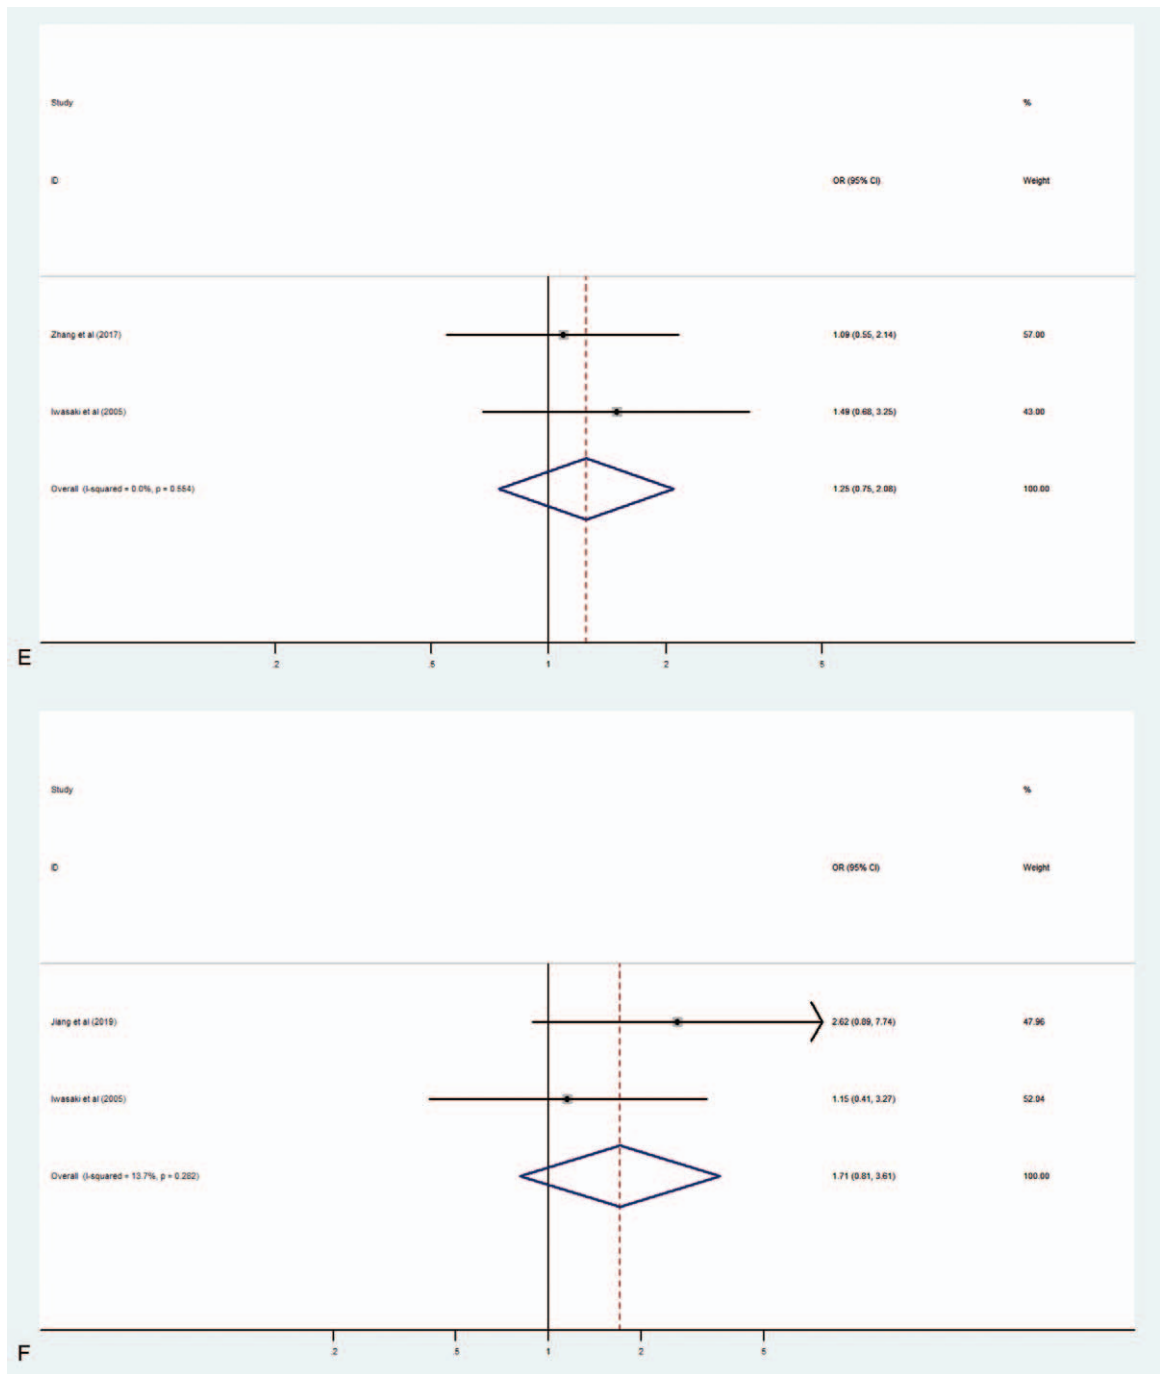 Study %
ID OR (95% CI) Weight
Zhang et al (2017) 1.09 (0.55, 2.14) 57.00
Iwasaki et al (2005) 1.49 (0.68, 3.25) 43.00
Overall (I-squared = 0.0%, p = 0.554) 1.25 (0.75, 2.08) 100.00
E
.2 .5 1 2 5
Study %
ID OR (95% CI) Weight
Jiang et al (2019) 2.62 (0.89, 7.74) 47.96
Iwasaki et al (2005) 1.15 (0.41, 3.27) 52.04
Overall (I-squared = 13.7%, p = 0.282) 1.71 (0.81, 3.61) 100.00
F
.2 .5 1 2 5